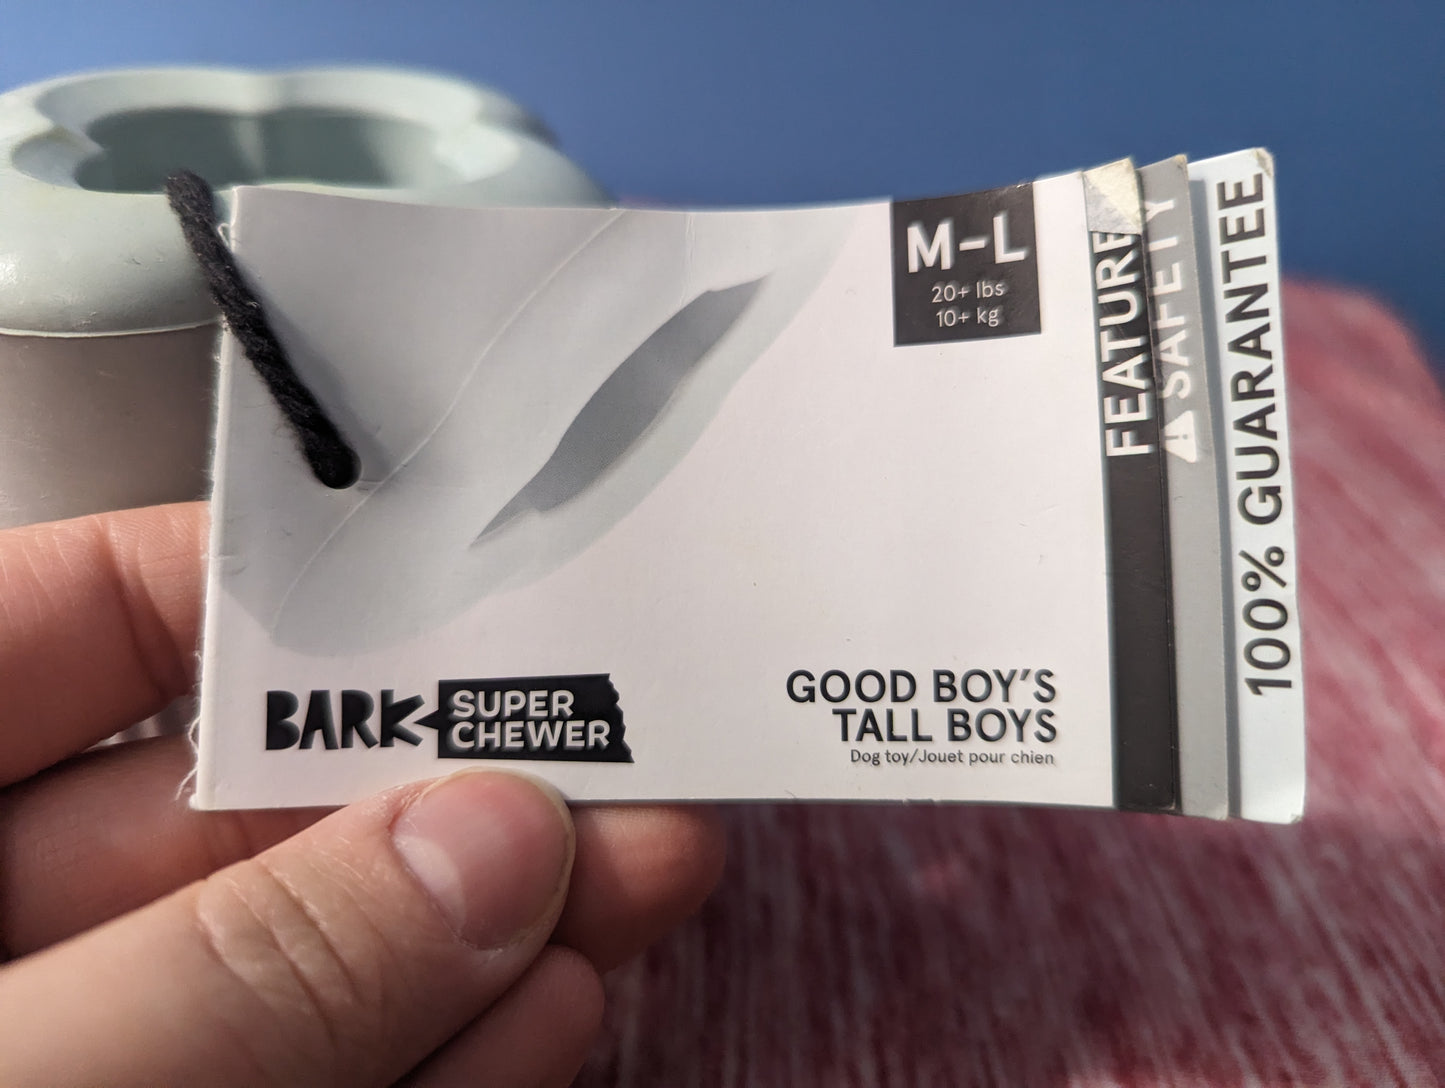 M-L
20+ lbs
10+ kg
FEATURE
SAFETY
100% GUARANTEE
BARK
SUPER
CHEWER
GOOD BOY'S
TALL BOYS
Dog toy/Jouet pour chien